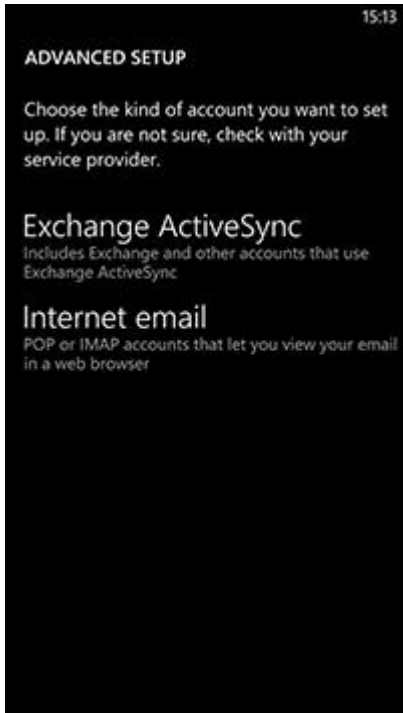 15:13
ADVANCED SETUP
Choose the kind of account you want to set
up. If you are not sure, check with your
service provider.
Exchange ActiveSync
Includes Exchange and other accounts that use
Exchange ActiveSync
Internet email
POP or IMAP accounts that let you view your email
in a web browser